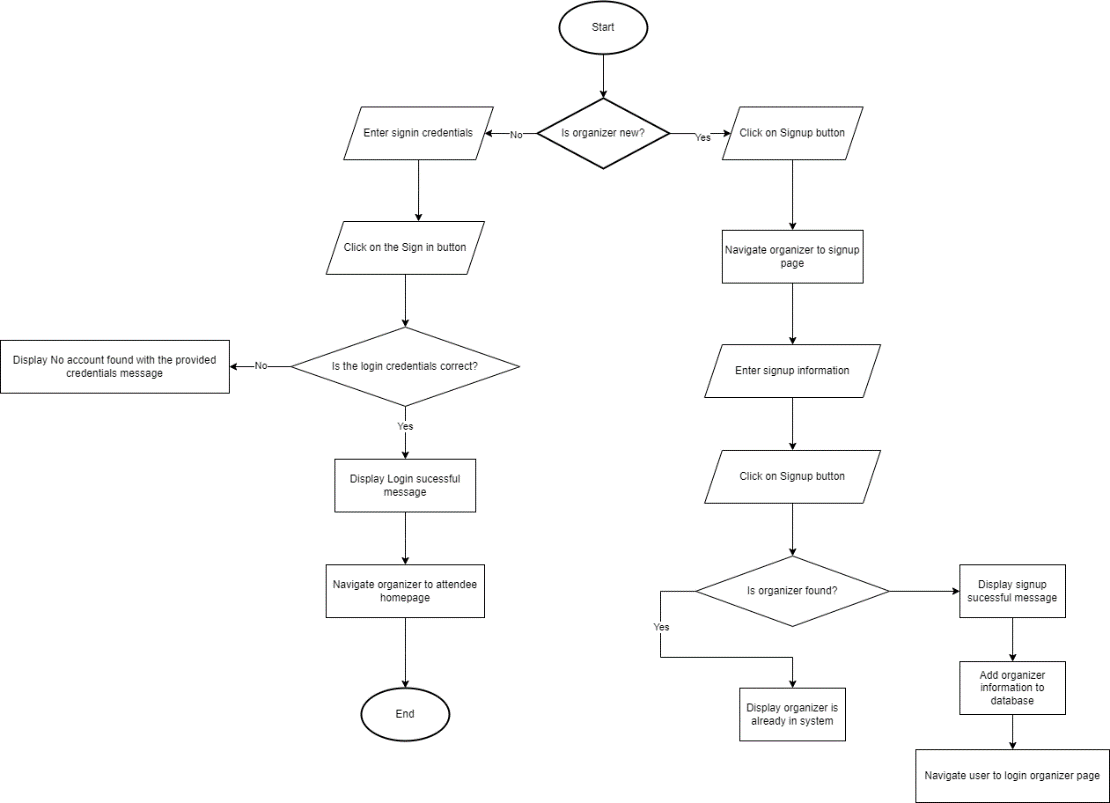 Start
Is organizer new?
No
Yes
Enter signin credentials
Click on Signup button
Click on the Sign in button
Navigate organizer to signup
page
Is the login credentials correct?
No
Display No account found with the provided
credentials message
Yes
Enter signup information
Display Login sucessful
message
Click on Signup button
Navigate organizer to attendee
homepage
Is organizer found?
Yes
Display signup
sucessful message
End
Display organizer is
already in system
Add organizer
information to
database
Navigate user to login organizer page